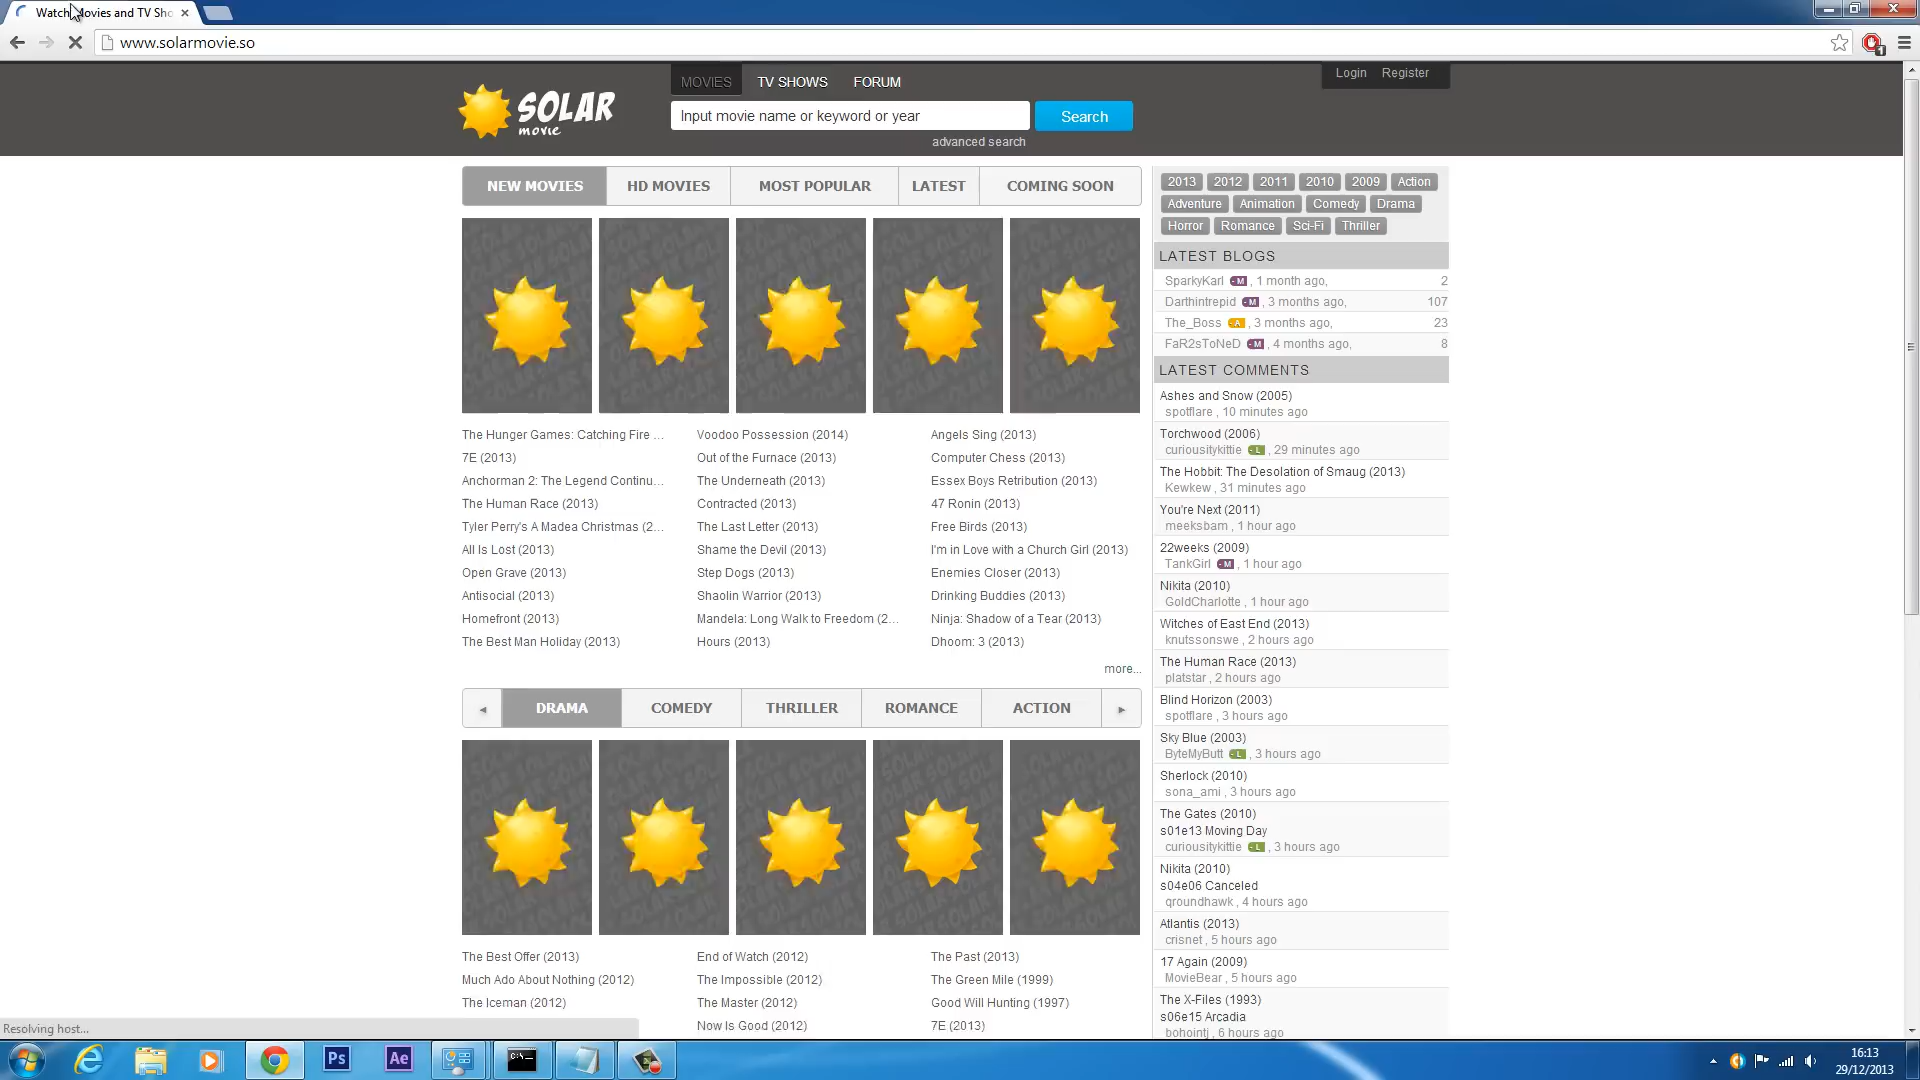 Watch Movies and TV Sho
www.solarmovie.so
1
SOLAR
movie
MOVIES TV SHOWS FORUM
Login Register
Input movie name or keyword or year
Search
advanced search
NEW MOVIES HD MOVIES MOST POPULAR LATEST COMING SOON
The Hunger Games: Catching Fire ...
7E (2013)
Anchorman 2: The Legend Continu...
The Human Race (2013)
Tyler Perry's A Madea Christmas (2...
All Is Lost (2013)
Open Grave (2013)
Antisocial (2013)
Homefront (2013)
The Best Man Holiday (2013)
Voodoo Possession (2014)
Out of the Furnace (2013)
The Underneath (2013)
Contracted (2013)
The Last Letter (2013)
Shame the Devil (2013)
Step Dogs (2013)
Shaolin Warrior (2013)
Mandela: Long Walk to Freedom (2...
Hours (2013)
Angels Sing (2013)
Computer Chess (2013)
Essex Boys Retribution (2013)
47 Ronin (2013)
Free Birds (2013)
I'm in Love with a Church Girl (2013)
Enemies Closer (2013)
Drinking Buddies (2013)
Ninja: Shadow of a Tear (2013)
Dhoom: 3 (2013)
more...
DRAMA COMEDY THRILLER ROMANCE ACTION
The Best Offer (2013)
Much Ado About Nothing (2012)
The Iceman (2012)
End of Watch (2012)
The Impossible (2012)
The Master (2012)
Now Is Good (2012)
The Past (2013)
The Green Mile (1999)
Good Will Hunting (1997)
7E (2013)
2013 2012 2011 2010 2009 Action
Adventure Animation Comedy Drama
Horror Romance Sci-Fi Thriller
LATEST BLOGS
SparkyKarl - M , 1 month ago, 2
Darthintrepid - M , 3 months ago, 107
The_Boss - A , 3 months ago, 23
FaR2sToNeD - M , 4 months ago, 8
LATEST COMMENTS
Ashes and Snow (2005)
spotflare , 10 minutes ago
Torchwood (2006)
curiousitykittie - L , 29 minutes ago
The Hobbit: The Desolation of Smaug (2013)
Kewkew , 31 minutes ago
You're Next (2011)
meeksbam , 1 hour ago
22weeks (2009)
TankGirl - M , 1 hour ago
Nikita (2010)
GoldCharlotte , 1 hour ago
Witches of East End (2013)
knutssonswe , 2 hours ago
The Human Race (2013)
platstar , 2 hours ago
Blind Horizon (2003)
spotflare , 3 hours ago
Sky Blue (2003)
ByteMyButt - L , 3 hours ago
Sherlock (2010)
sona_ami , 3 hours ago
The Gates (2010)
s01e13 Moving Day
curiousitykittie - L , 3 hours ago
Nikita (2010)
s04e06 Canceled
groundhawk , 4 hours ago
Atlantis (2013)
crisnet , 5 hours ago
17 Again (2009)
MovieBear , 5 hours ago
The X-Files (1993)
s06e15 Arcadia
bohointj , 6 hours ago
Resolving host...
Ps
Ae
16:13
29/12/2013